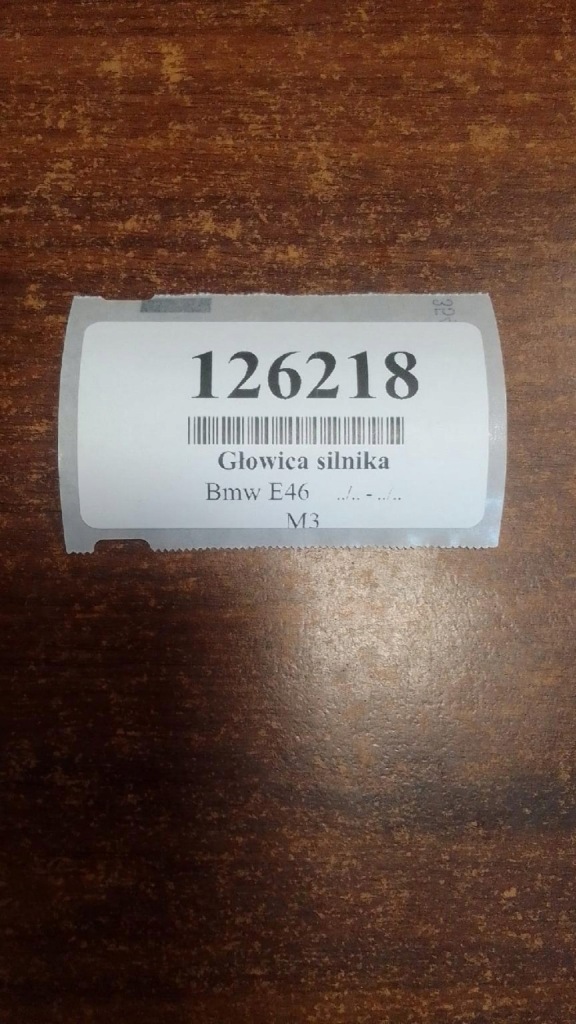 126218
Głowica silnika
Bmw E46 ../.. - ../..
M3